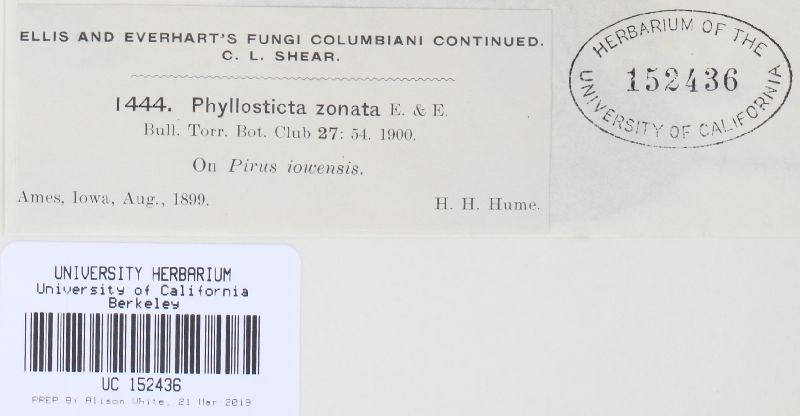 ELLIS AND EVERHART'S FUNGI COLUMBIANI CONTINUED.
C. L. SHEAR.
1444. Phyllosticta zonata E. & E.
Bull. Torr. Bot. Club 27: 54. 1900.
On Pirus iowensis.
Ames, Iowa, Aug., 1899. H. H. Hume.
HERBARIUM OF THE
152436
UNIVERSITY OF CALIFORNIA
UNIVERSITY HERBARIUM
University of California
Berkeley
UC 152436
PREP BY Alison White, 21 Mar 2019